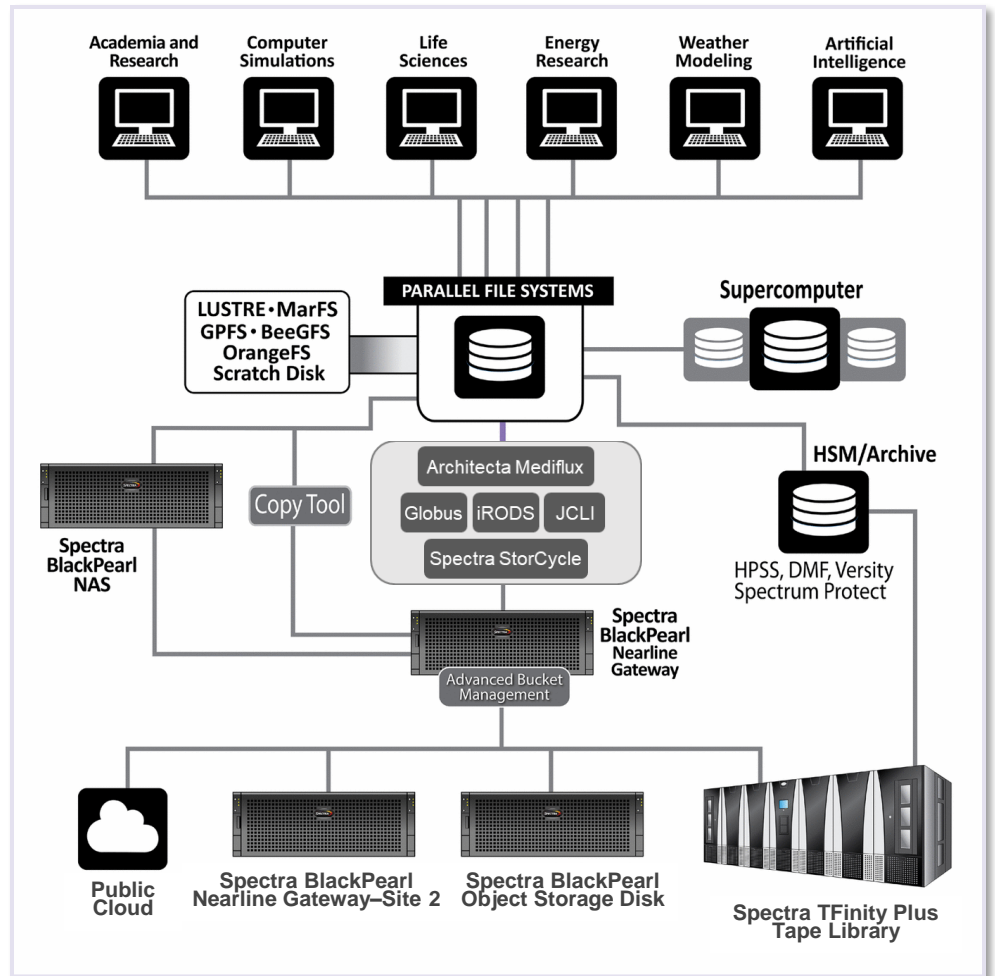 Academia and
Research
Computer
Simulations
Life
Sciences
Energy
Research
Weather
Modeling
Artificial
Intelligence
PARALLEL FILE SYSTEMS
LUSTRE • MarFS
GPFS • BeeGFS
OrangeFS
Scratch Disk
Supercomputer
Architecta Mediflux
Globus
iRODS
JCLI
Spectra StorCycle
Copy Tool
HSM/Archive
HPSS, DMF, Versity
Spectrum Protect
Spectra
BlackPearl
NAS
Spectra
BlackPearl
Nearline
Gateway
Advanced Bucket
Management
Public
Cloud
Spectra BlackPearl
Nearline Gateway–Site 2
Spectra BlackPearl
Object Storage Disk
Spectra TFinity Plus
Tape Library